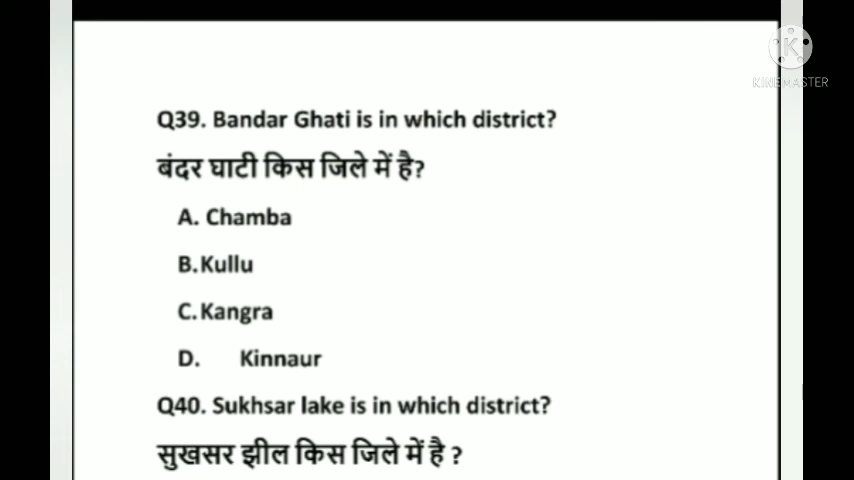 KINEMASTER
Q39. Bandar Ghati is in which district?
बंदर घाटी किस जिले में है?
A. Chamba
B. Kullu
C. Kangra
D. Kinnaur
Q40. Sukhsar lake is in which district?
सुखसर झील किस जिले में है ?